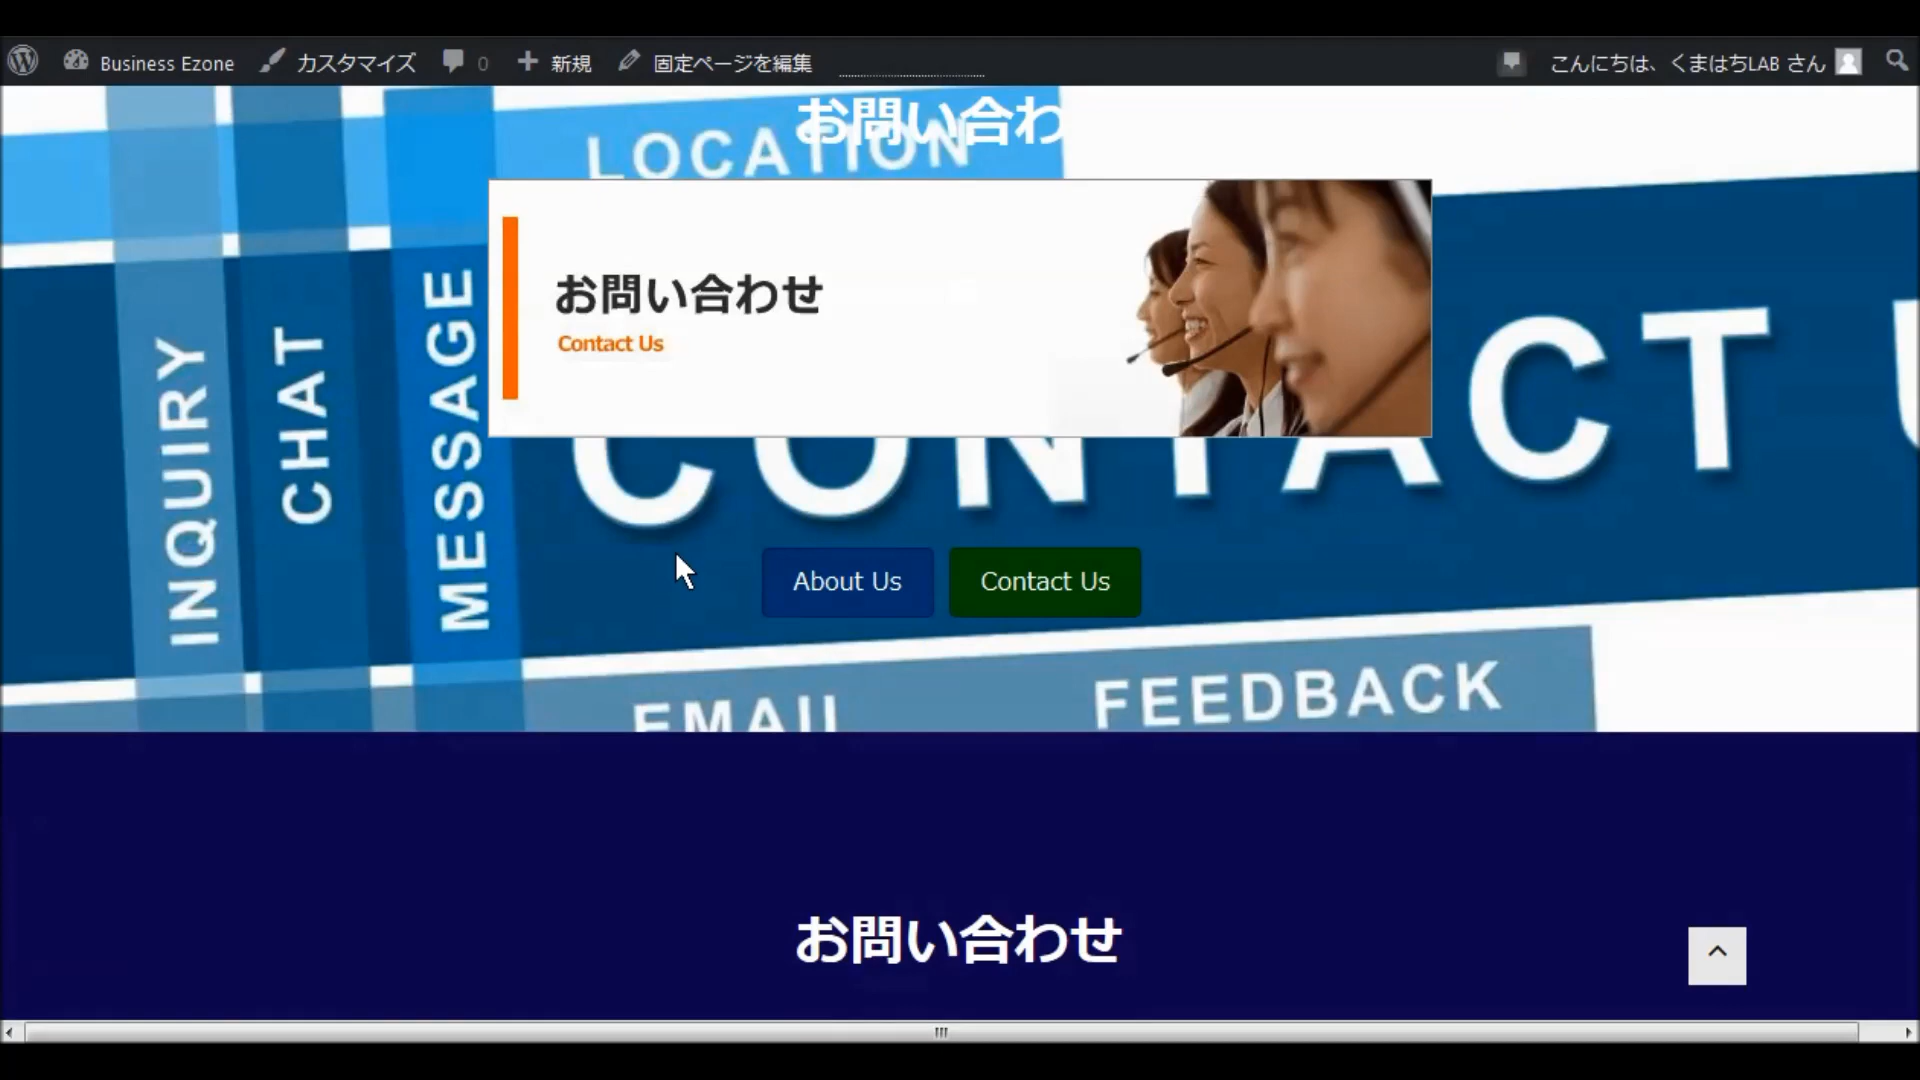 Business Ezone カスタマイズ 0 新規 固定ページを編集 こんにちは、くまはちLAB さん
お問い合わ
LOCATION
お問い合わせ
Contact Us
INQUIRY
CHAT
MESSAGE
CONTACT U
About Us Contact Us
EMAIL
FEEDBACK
お問い合わせ